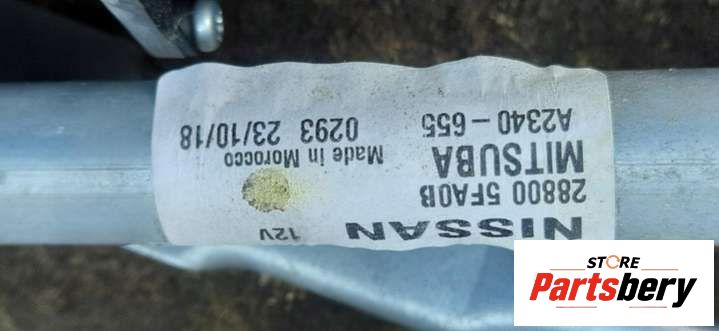 NISSAN 12V
28800 5FA0B
MITSUBA Made in Morocco
A2340-655 0293 23/10/18
STORE
Partsbery